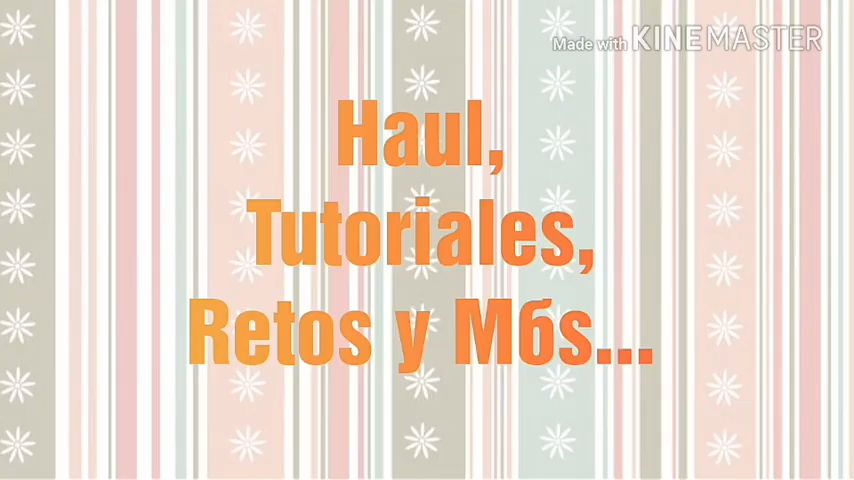 Made with KINEMASTER
Haul,
Tutoriales,
Retos y Mбs...